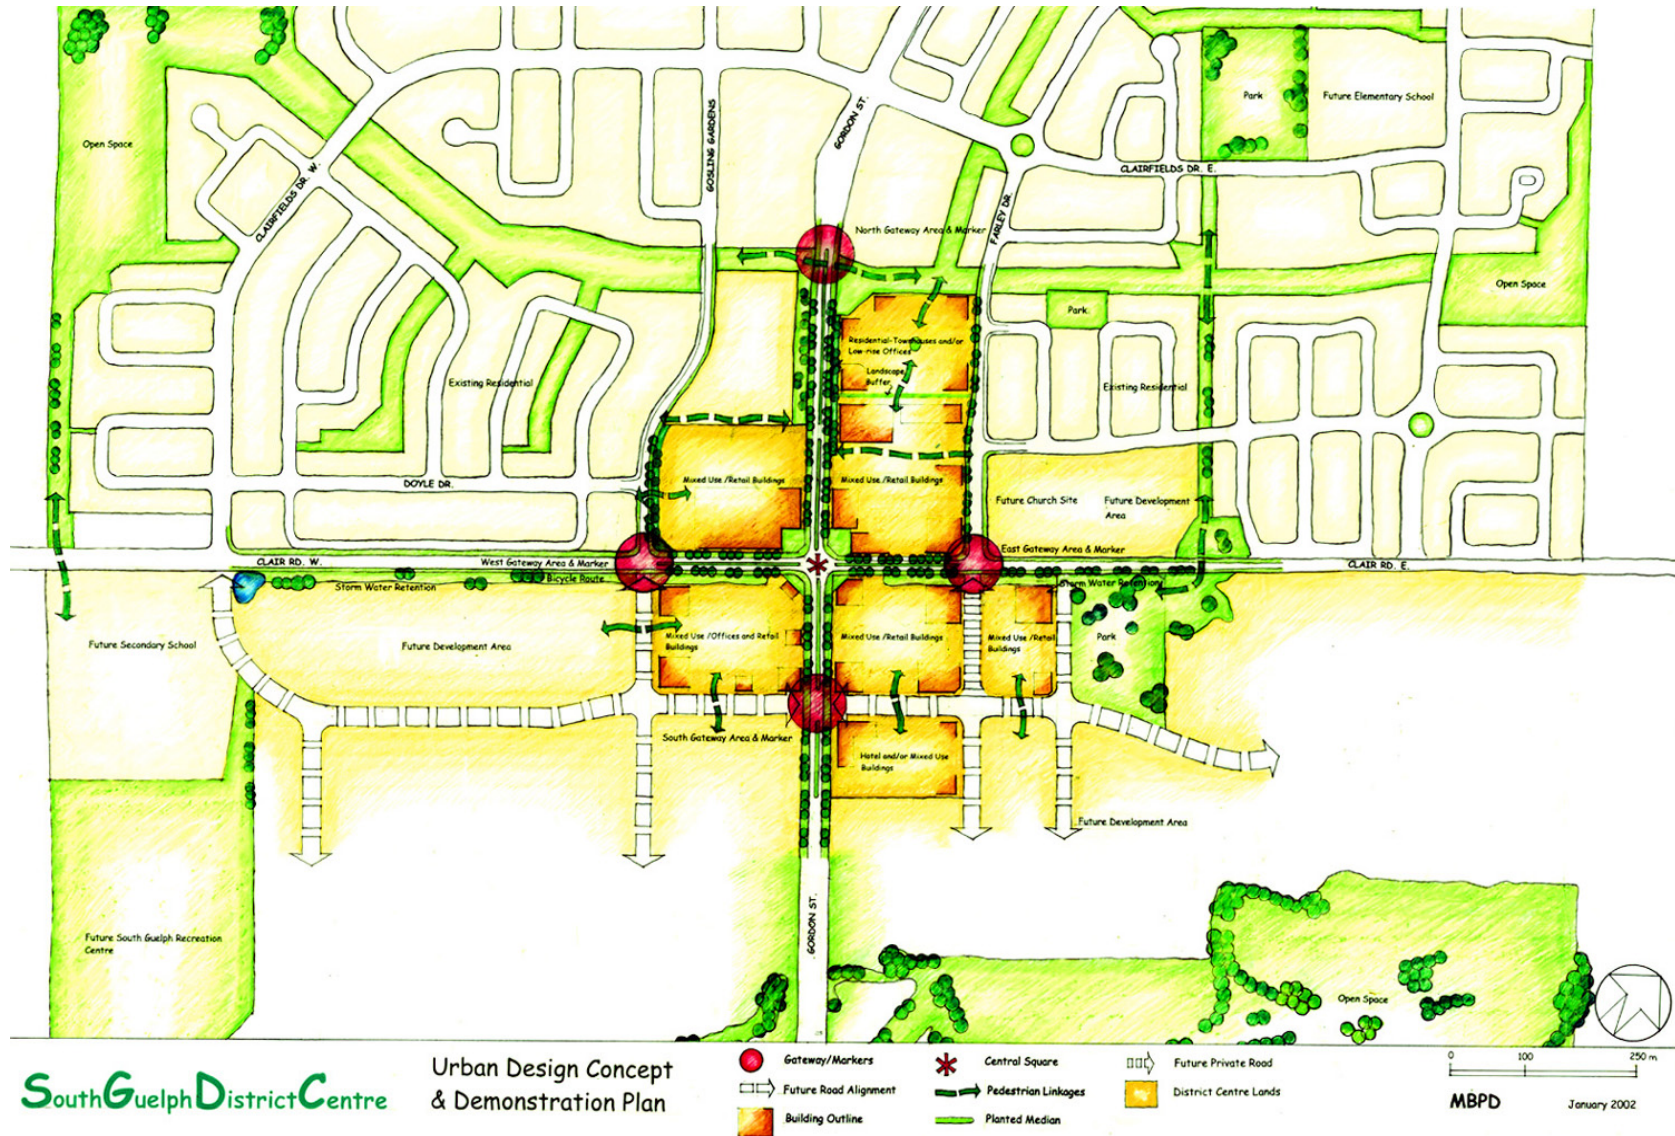 Park
Future Elementary School
Open Space
GOSLING GARDENS
GORDON ST.
CLAIRFIELDS DR. W.
CLAIRFIELDS DR. E.
FARLEY DR.
North Gateway Area & Marker
Open Space
Park
Residential-Townhouses and/or
Low-rise Offices
Landscape
Buffer
Existing Residential
Existing Residential
DOYLE DR.
Mixed Use /Retail Buildings
Mixed Use /Retail Buildings
Future Church Site
Future Development
Area
CLAIR RD. W.
West Gateway Area & Marker
East Gateway Area & Marker
CLAIR RD. E.
Bicycle Route
Storm Water Retention
Storm Water Retention
Future Secondary School
Future Development Area
Mixed Use /Offices and Retail
Buildings
Mixed Use /Retail Buildings
Mixed Use /Retail
Buildings
Park
South Gateway Area & Marker
Hotel and/or Mixed Use
Buildings
Future Development Area
GORDON ST.
Future South Guelph Recreation
Centre
Open Space
SouthGuelphDistrictCentre
Urban Design Concept
& Demonstration Plan
Gateway/Markers
Future Road Alignment
Building Outline
Central Square
Pedestrian Linkages
Planted Median
Future Private Road
District Centre Lands
0 100 250 m
MBPD
January 2002